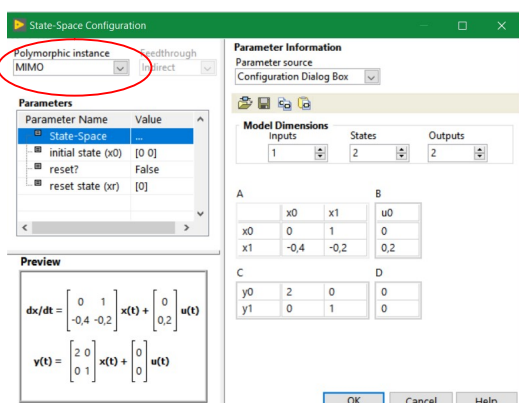 State-Space Configuration
Polymorphic instance Feedthrough
MIMO Indirect
Parameters
Parameter Name Value
State-Space ...
initial state (x0) [0 0]
reset? False
reset state (xr) [0]
Preview
dx/dt = [0 1 -0,4 -0,2] x(t) + [0 0,2] u(t)
y(t) = [2 0 0 1] x(t) + [0 0] u(t)
Parameter Information
Parameter source
Configuration Dialog Box
Model Dimensions
Inputs States Outputs
1 2 2
A B
x0 x1 u0
x0 0 1 0
x1 -0,4 -0,2 0,2
C D
y0 2 0 0
y1 0 1 0
OK Cancel Help